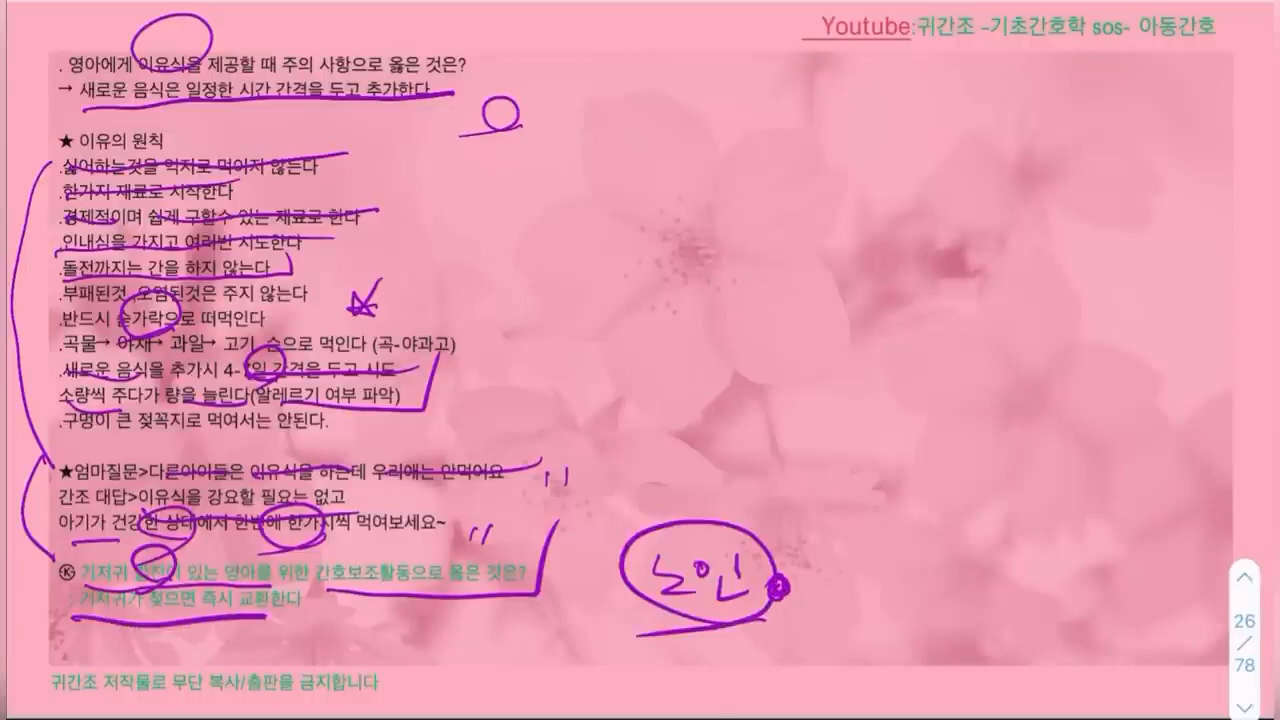 Youtube:귀간조 -기초간호학 sos- 아동간호
. 영아에게 이유식을 제공할 때 주의 사항으로 옳은 것은?
→ 새로운 음식은 일정한 시간 간격을 두고 추가한다
★ 이유의 원칙
.싫어하는것을 억지로 먹이지 않는다
.한가지 재료로 시작한다
.경제적이며 쉽게 구할수 있는 재료로 한다
.인내심을 가지고 여러번 시도한다
.돌전까지는 간을 하지 않는다
.부패된것, 오염된것은 주지 않는다
.반드시 숟가락으로 떠먹인다
.곡물→ 야채→ 과일→ 고기 순으로 먹인다 (곡-야과고)
.새로운 음식을 추가시 4-7일 간격을 두고 시도
소량씩 주다가 량을 늘린다(알레르기 여부 파악)
.구멍이 큰 젖꼭지로 먹여서는 안된다.
★엄마질문>다른아이들은 이유식을 하는데 우리애는 안먹어요
간조 대답>이유식을 강요할 필요는 없고
아기가 건강한 상태에서 한번에 한가지씩 먹여보세요~
노인
Ⓚ 기저귀 발진이 있는 영아를 위한 간호보조활동으로 옳은 것은?
: 기저귀가 젖으면 즉시 교환한다
26
/
78
귀간조 저작물로 무단 복사/출판을 금지합니다